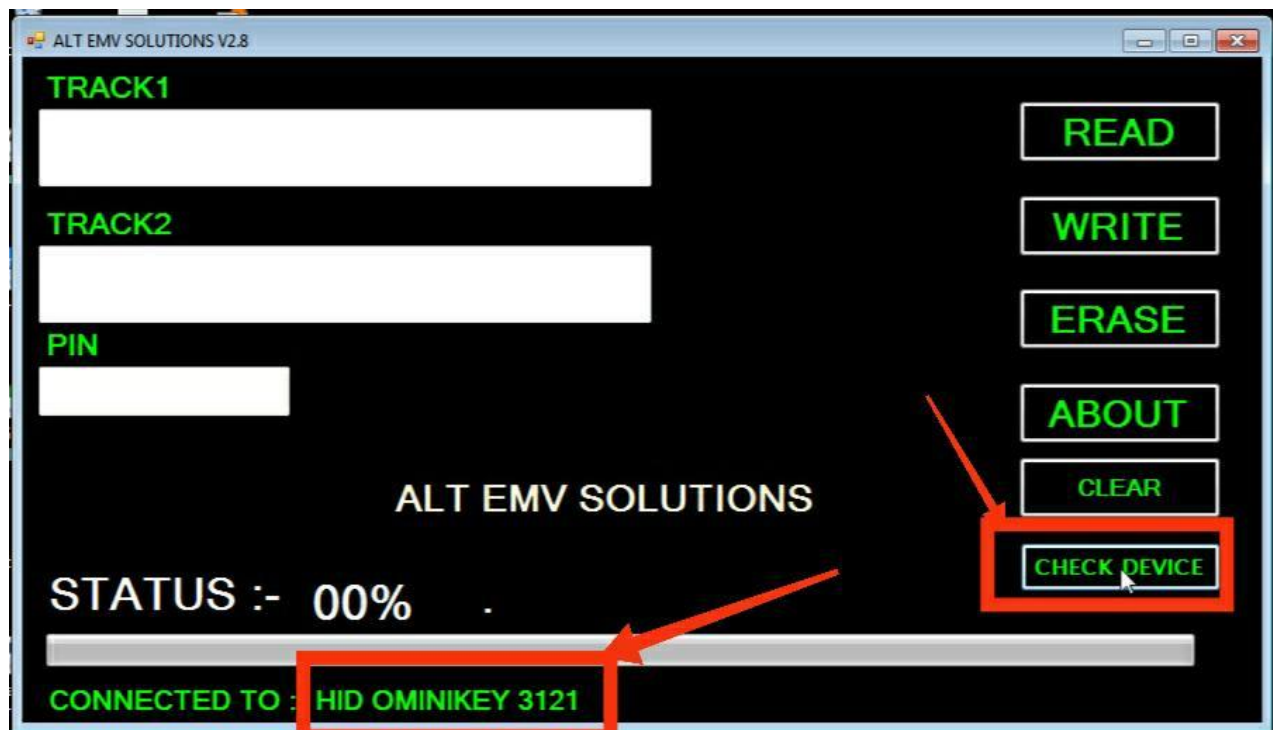 ALT EMV SOLUTIONS V2.8
TRACK1
READ
TRACK2
WRITE
PIN
ERASE
ABOUT
ALT EMV SOLUTIONS
CLEAR
CHECK DEVICE
STATUS :- 00% .
CONNECTED TO : HID OMINIKEY 3121